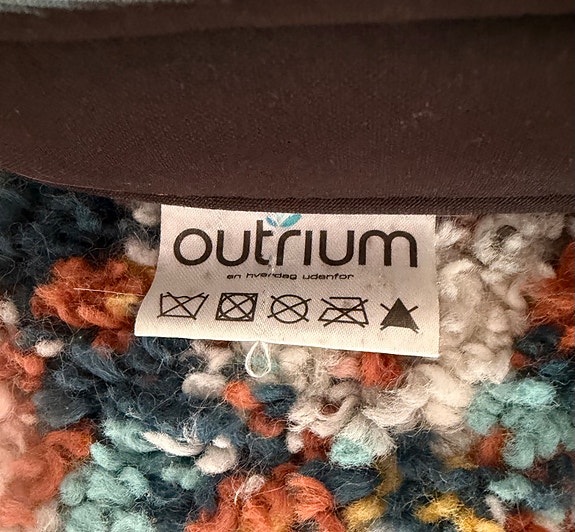 outrium
en hverdag udenfor